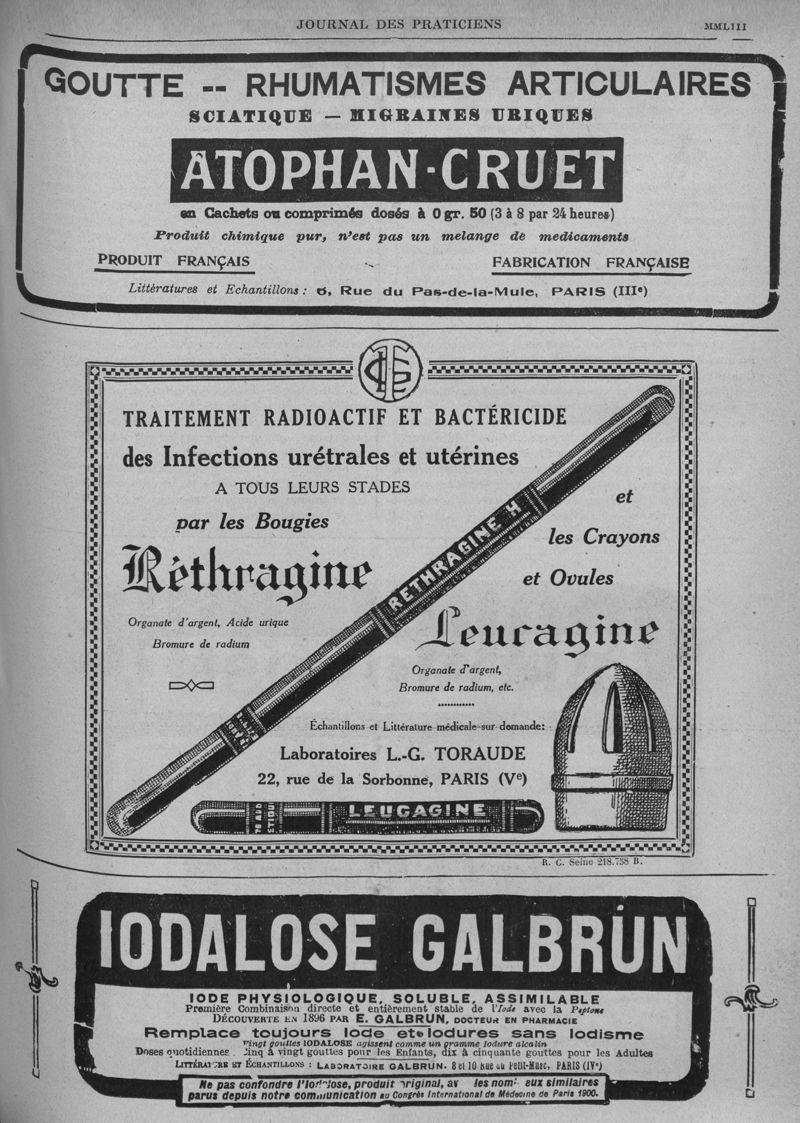 JOURNAL DES PRATICIENS MMLIII
GOUTTE -- RHUMATISMES ARTICULAIRES
SCIATIQUE — MIGRAINES URIQUES
ATOPHAN-CRUET
en Cachets ou comprimés dosés à 0 gr. 50 (3 à 8 par 24 heures)
Produit chimique pur, n'est pas un melange de medicaments
PRODUIT FRANÇAIS FABRICATION FRANÇAISE
Littératures et Echantillons : 6, Rue du Pas-de-la-Mule, PARIS (IIIe)
TRAITEMENT RADIOACTIF ET BACTÉRICIDE
des Infections urétrales et utérines
A TOUS LEURS STADES
par les Bougies
Rèthragine
Organate d'argent, Acide urique
Bromure de radium
RETHRAGINE H
et
les Crayons
et Ovules
Leucagine
Organate d'argent,
Bromure de radium, etc.
Échantillons et Littérature médicale sur demande:
Laboratoires L.-G. TORAUDE
22, rue de la Sorbonne, PARIS (Ve)
LEUCAGINE
R. C. Seine 218.738 B.
IODALOSE GALBRUN
IODE PHYSIOLOGIQUE, SOLUBLE, ASSIMILABLE
Première Combinaison directe et entièrement stable de l'Iode avec la Peptone
DÉCOUVERTE EN 1896 PAR E. GALBRUN, DOCTEUR EN PHARMACIE
Remplace toujours Iode et Iodures sans Iodisme
Vingt gouttes IODALOSE agissent comme un gramme Iodure alcalin
Doses quotidiennes : Cinq à vingt gouttes pour les Enfants, dix à cinquante gouttes pour les Adultes
LITTÉRATURE ET ÉCHANTILLONS : LABORATOIRE GALBRUN. 8 et 10 Rue du Petit-Musc, PARIS (IVe)
Ne pas confondre l'Iodalose, produit original, avec les nombreux similaires
parus depuis notre communication au Congrès International de Médecine de Paris 1900.